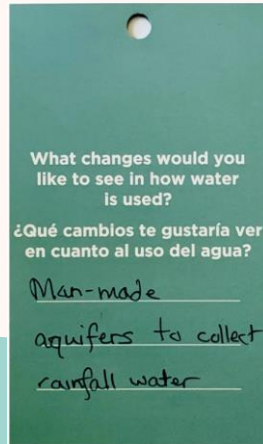 What changes would you
like to see in how water
is used?
¿Qué cambios te gustaría ver
en cuanto al uso del agua?
Man-made
aquifers to collect
rainfall water